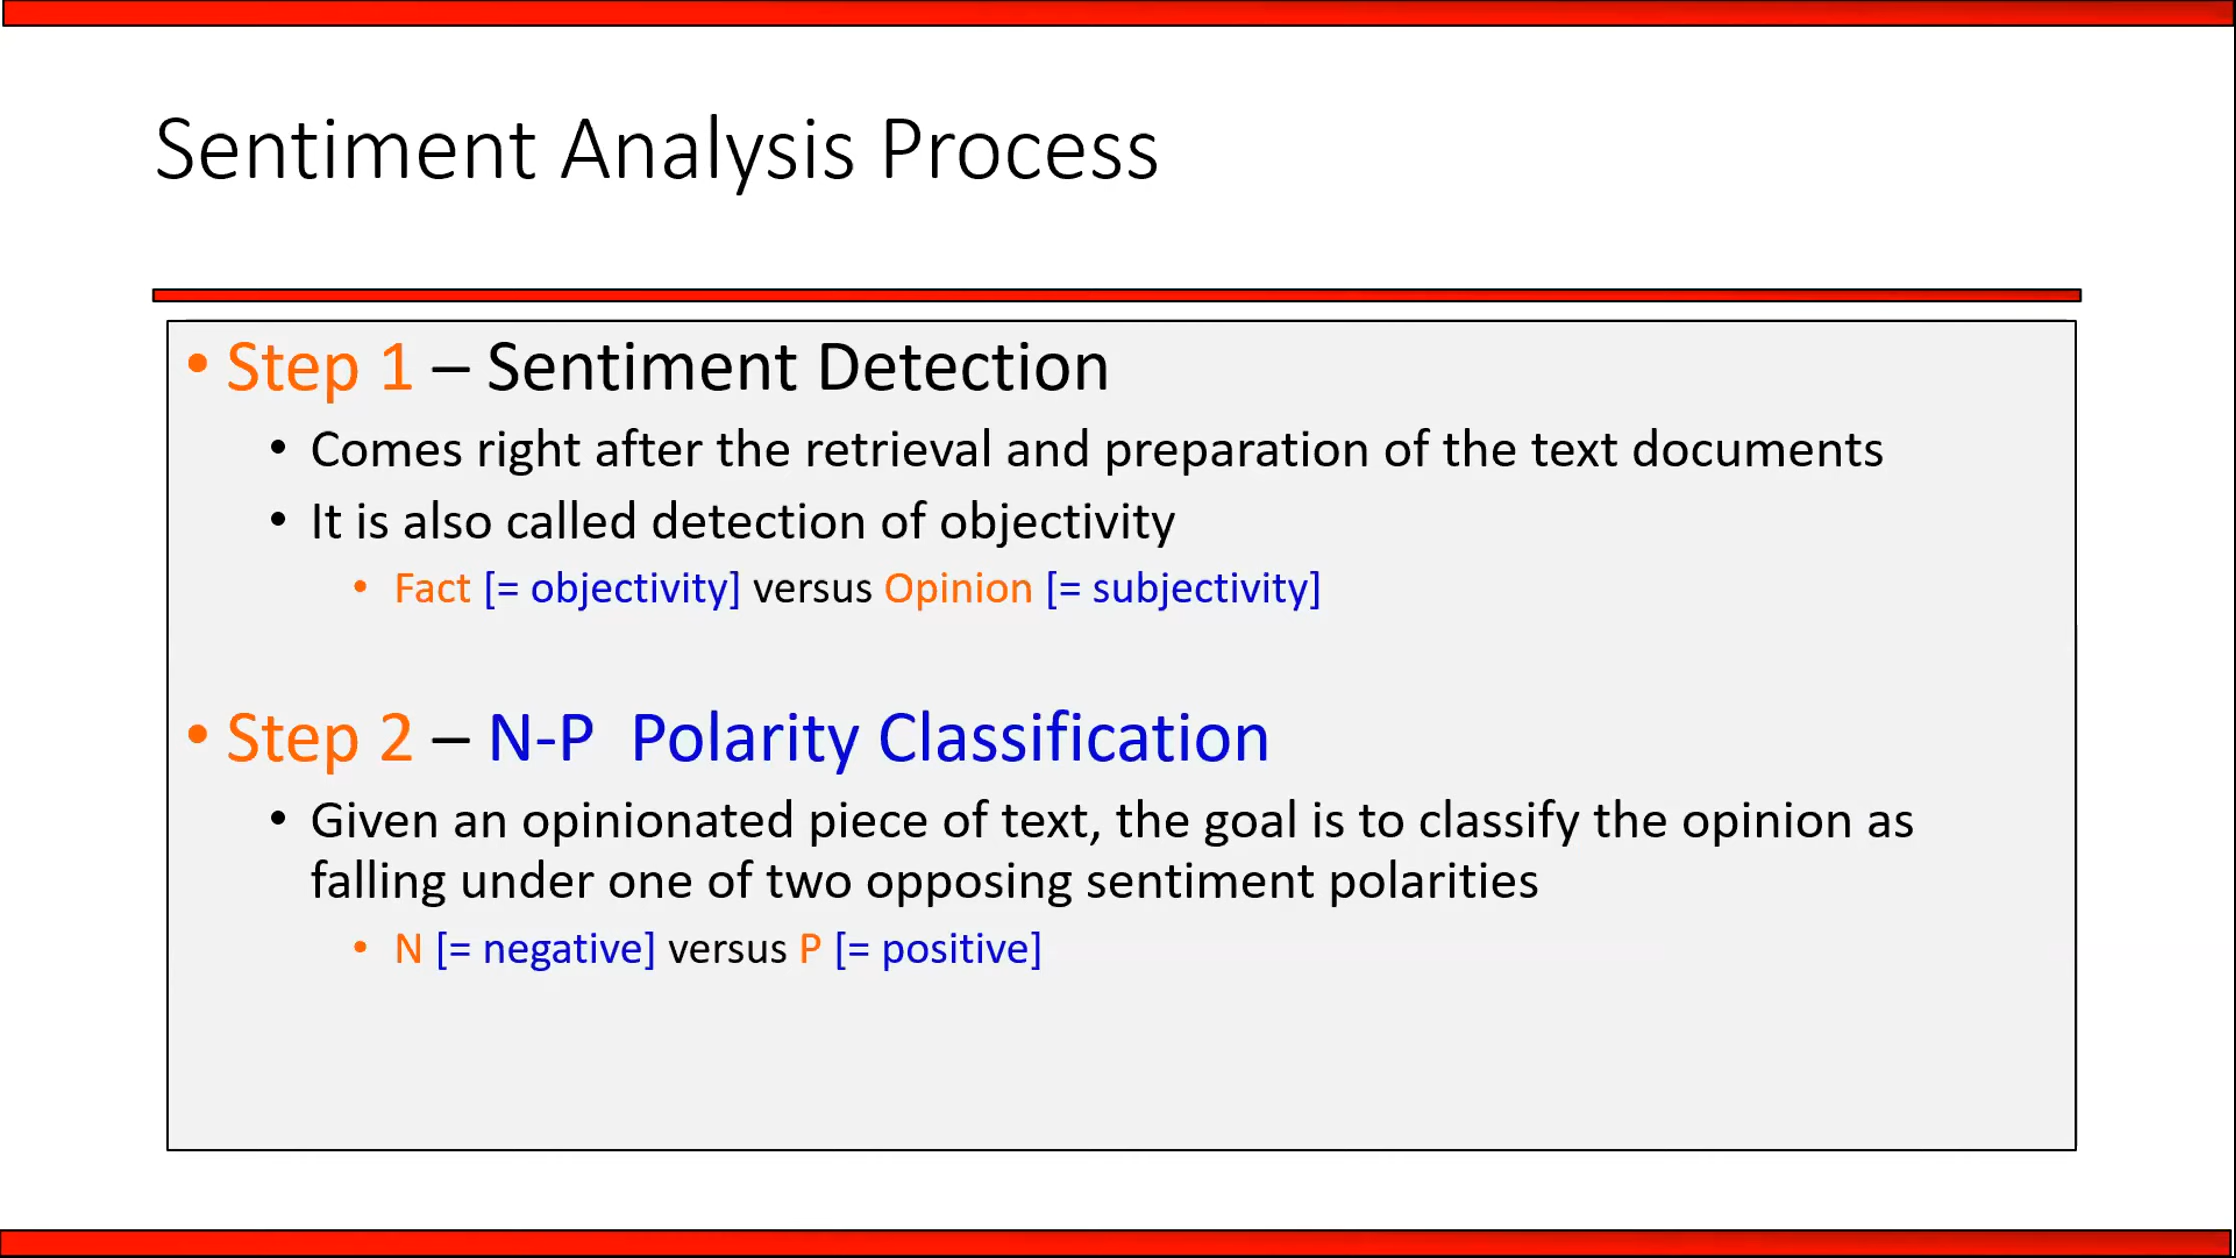 Sentiment Analysis Process
• Step 1 – Sentiment Detection
• Comes right after the retrieval and preparation of the text documents
• It is also called detection of objectivity
• Fact [= objectivity] versus Opinion [= subjectivity]
• Step 2 – N-P  Polarity Classification
• Given an opinionated piece of text, the goal is to classify the opinion as
falling under one of two opposing sentiment polarities
• N [= negative] versus P [= positive]